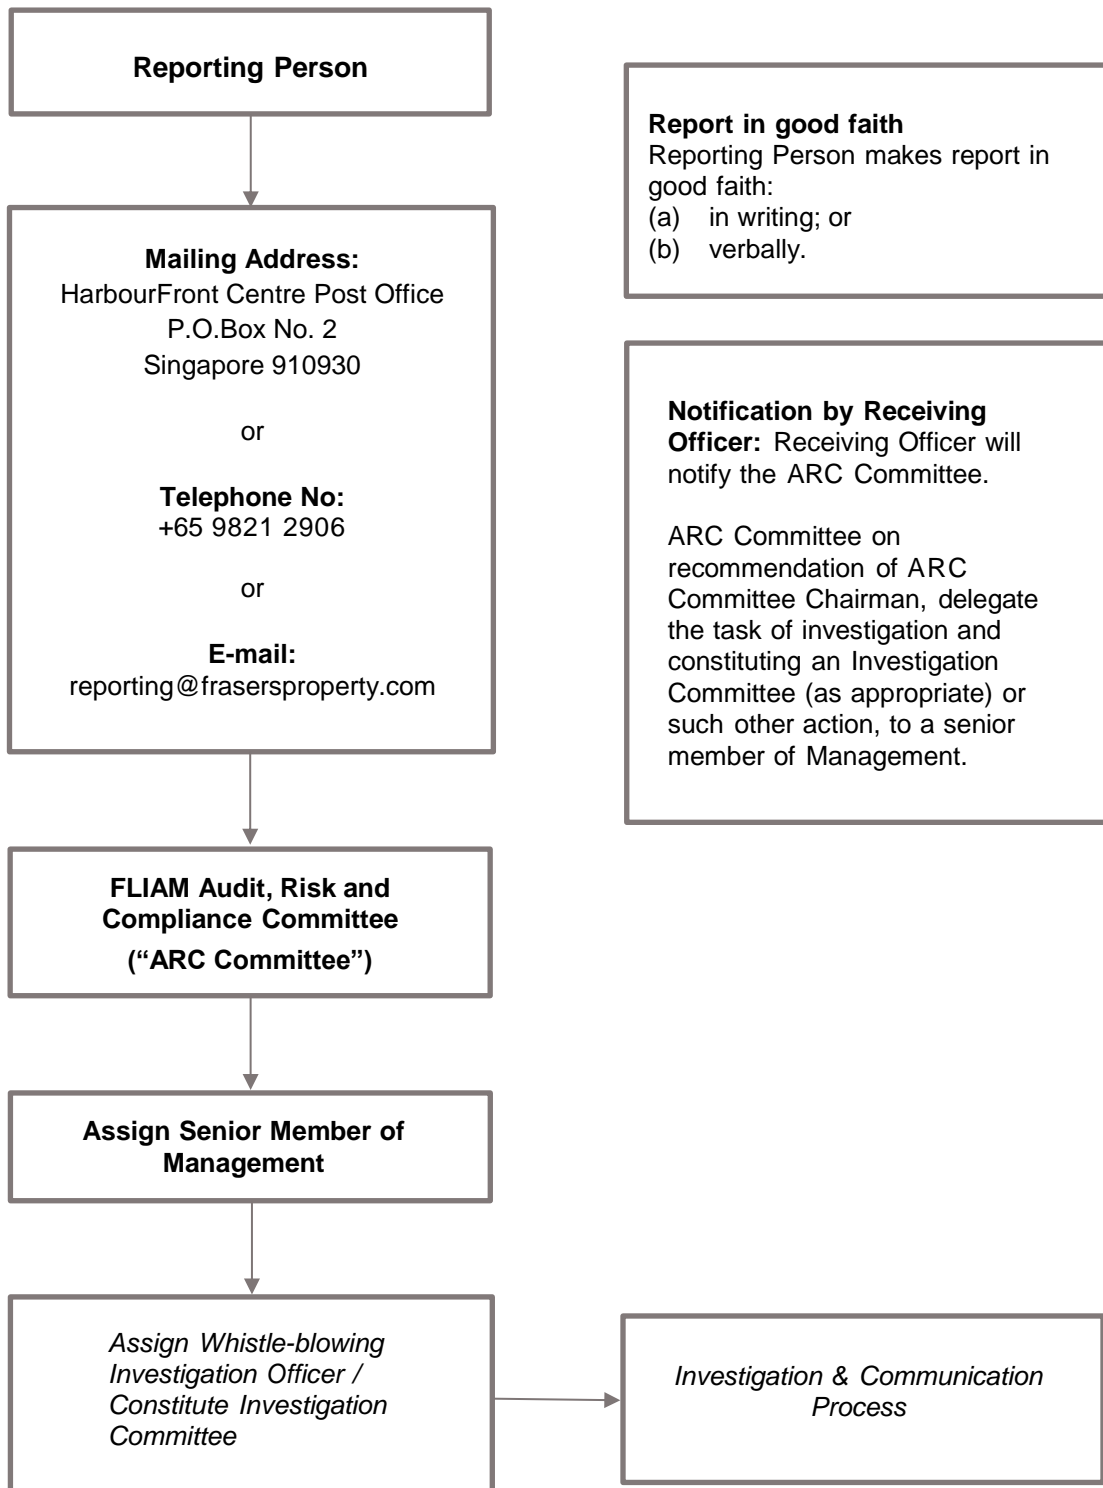 Reporting Person
Report in good faith
Reporting Person makes report in
good faith:
(a) in writing; or
(b) verbally.
Mailing Address:
HarbourFront Centre Post Office
P.O.Box No. 2
Singapore 910930
or
Telephone No:
+65 9821 2906
or
E-mail:
reporting@frasersproperty.com
Notification by Receiving
Officer: Receiving Officer will
notify the ARC Committee.
ARC Committee on
recommendation of ARC
Committee Chairman, delegate
the task of investigation and
constituting an Investigation
Committee (as appropriate) or
such other action, to a senior
member of Management.
FLIAM Audit, Risk and
Compliance Committee
(“ARC Committee”)
Assign Senior Member of
Management
Assign Whistle-blowing
Investigation Officer /
Constitute Investigation
Committee
Investigation & Communication
Process